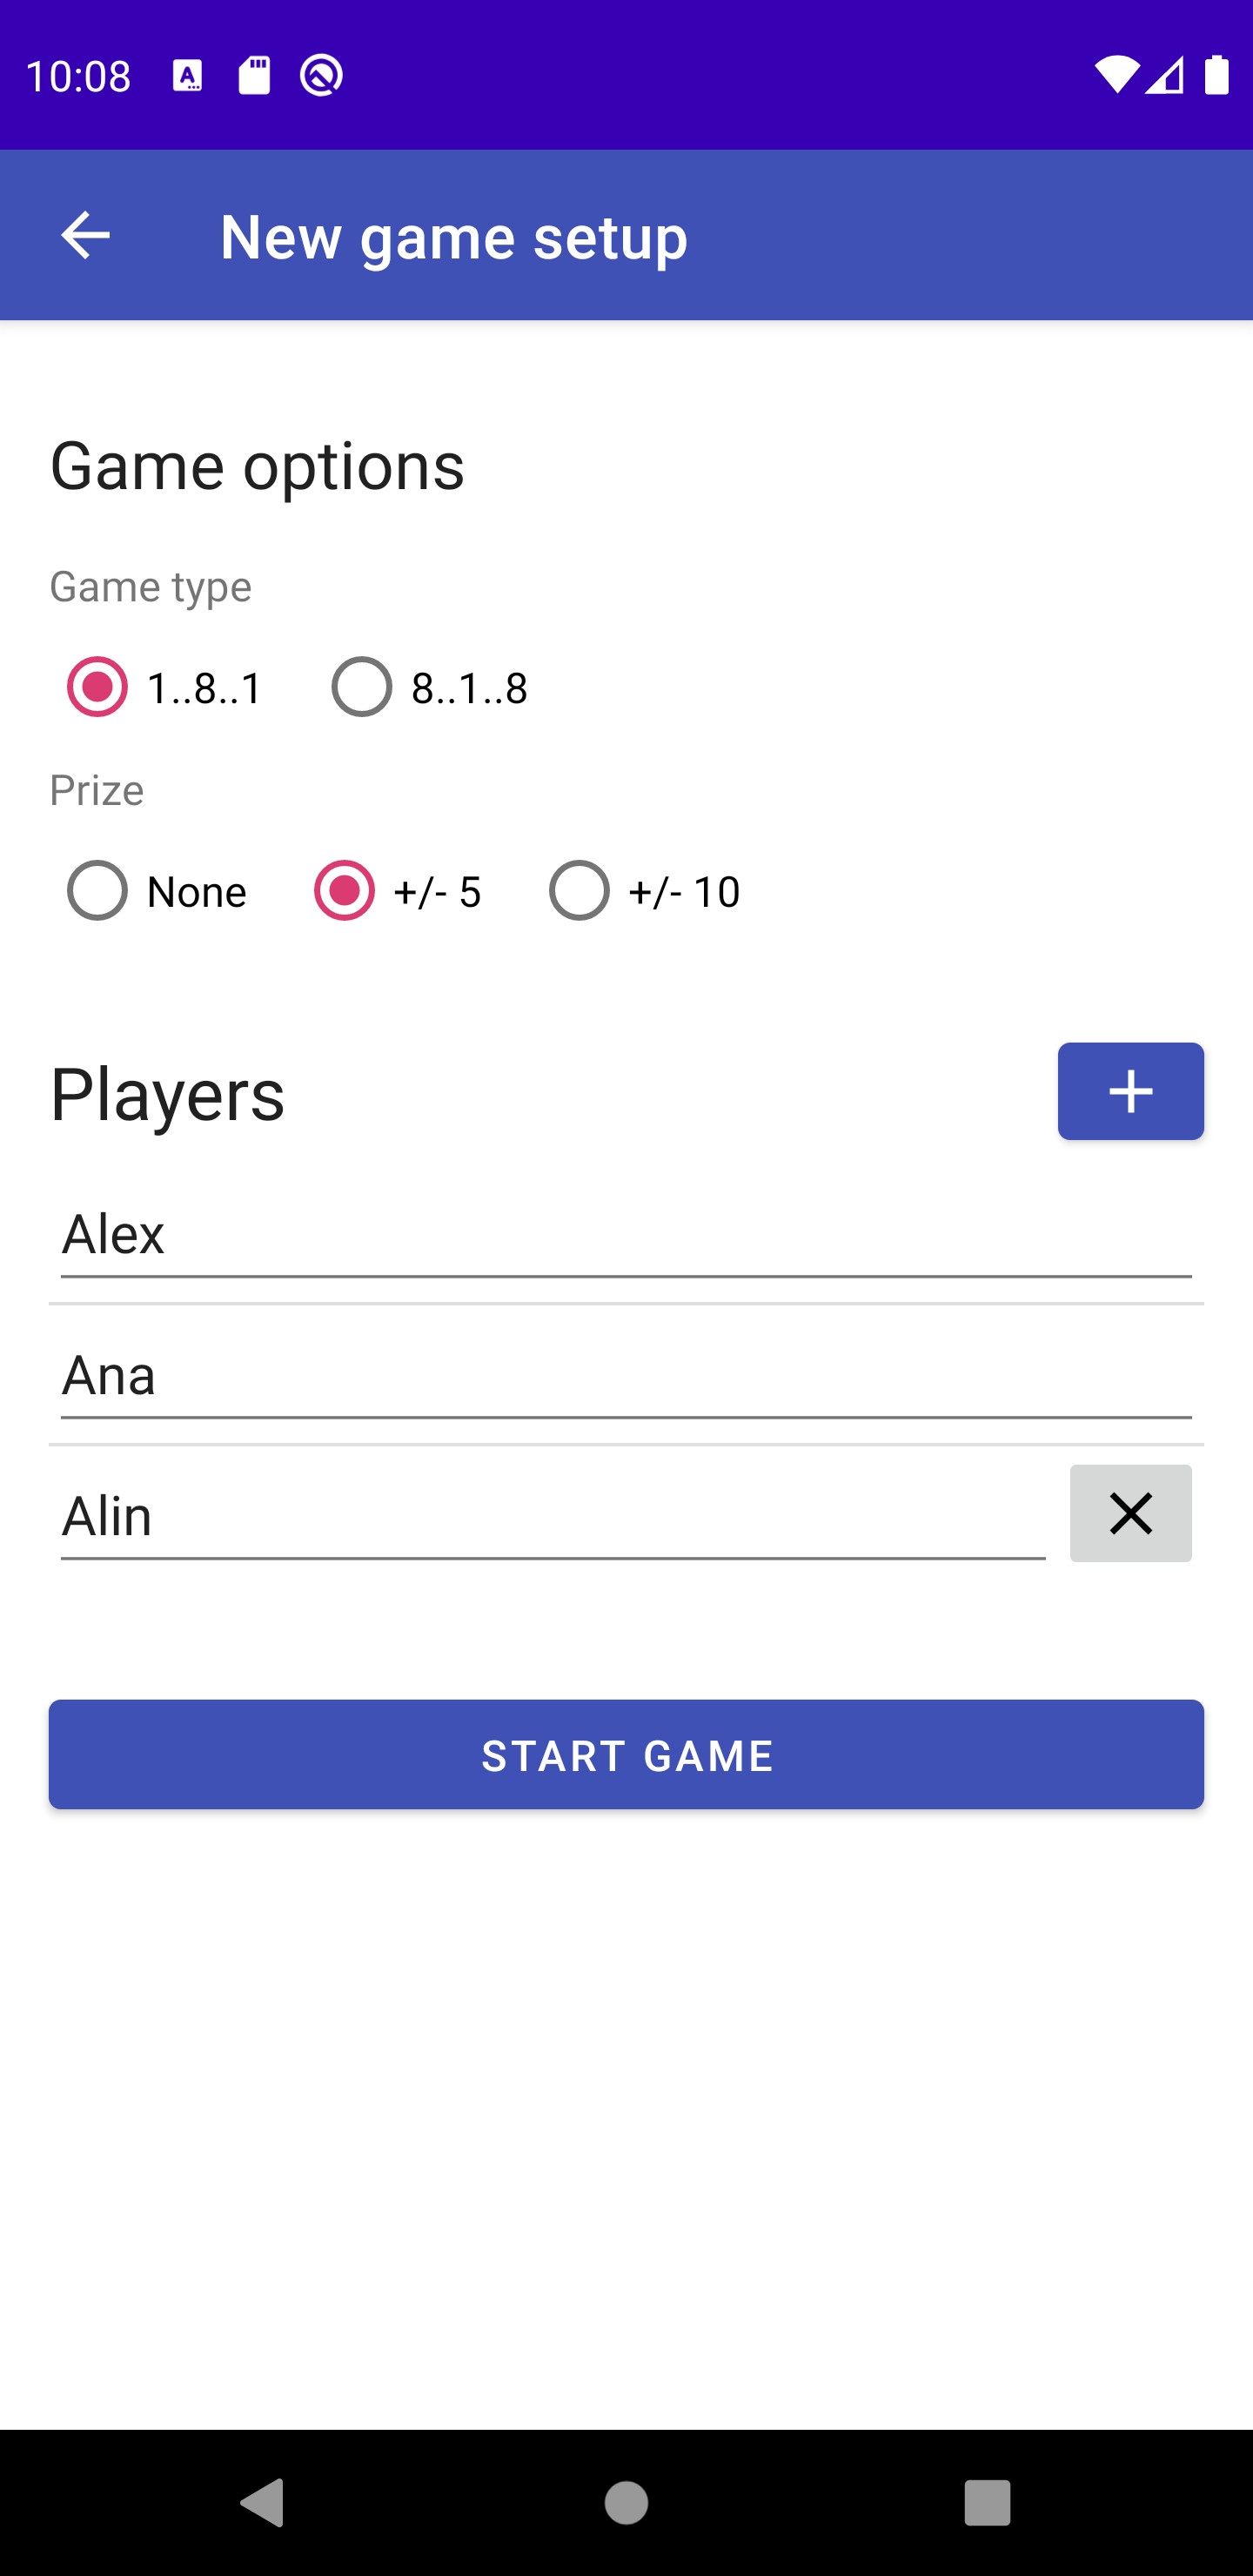 10:08
New game setup
Game options
Game type
1..8..1 8..1..8
Prize
None +/- 5 +/- 10
Players
Alex
Ana
Alin
START GAME